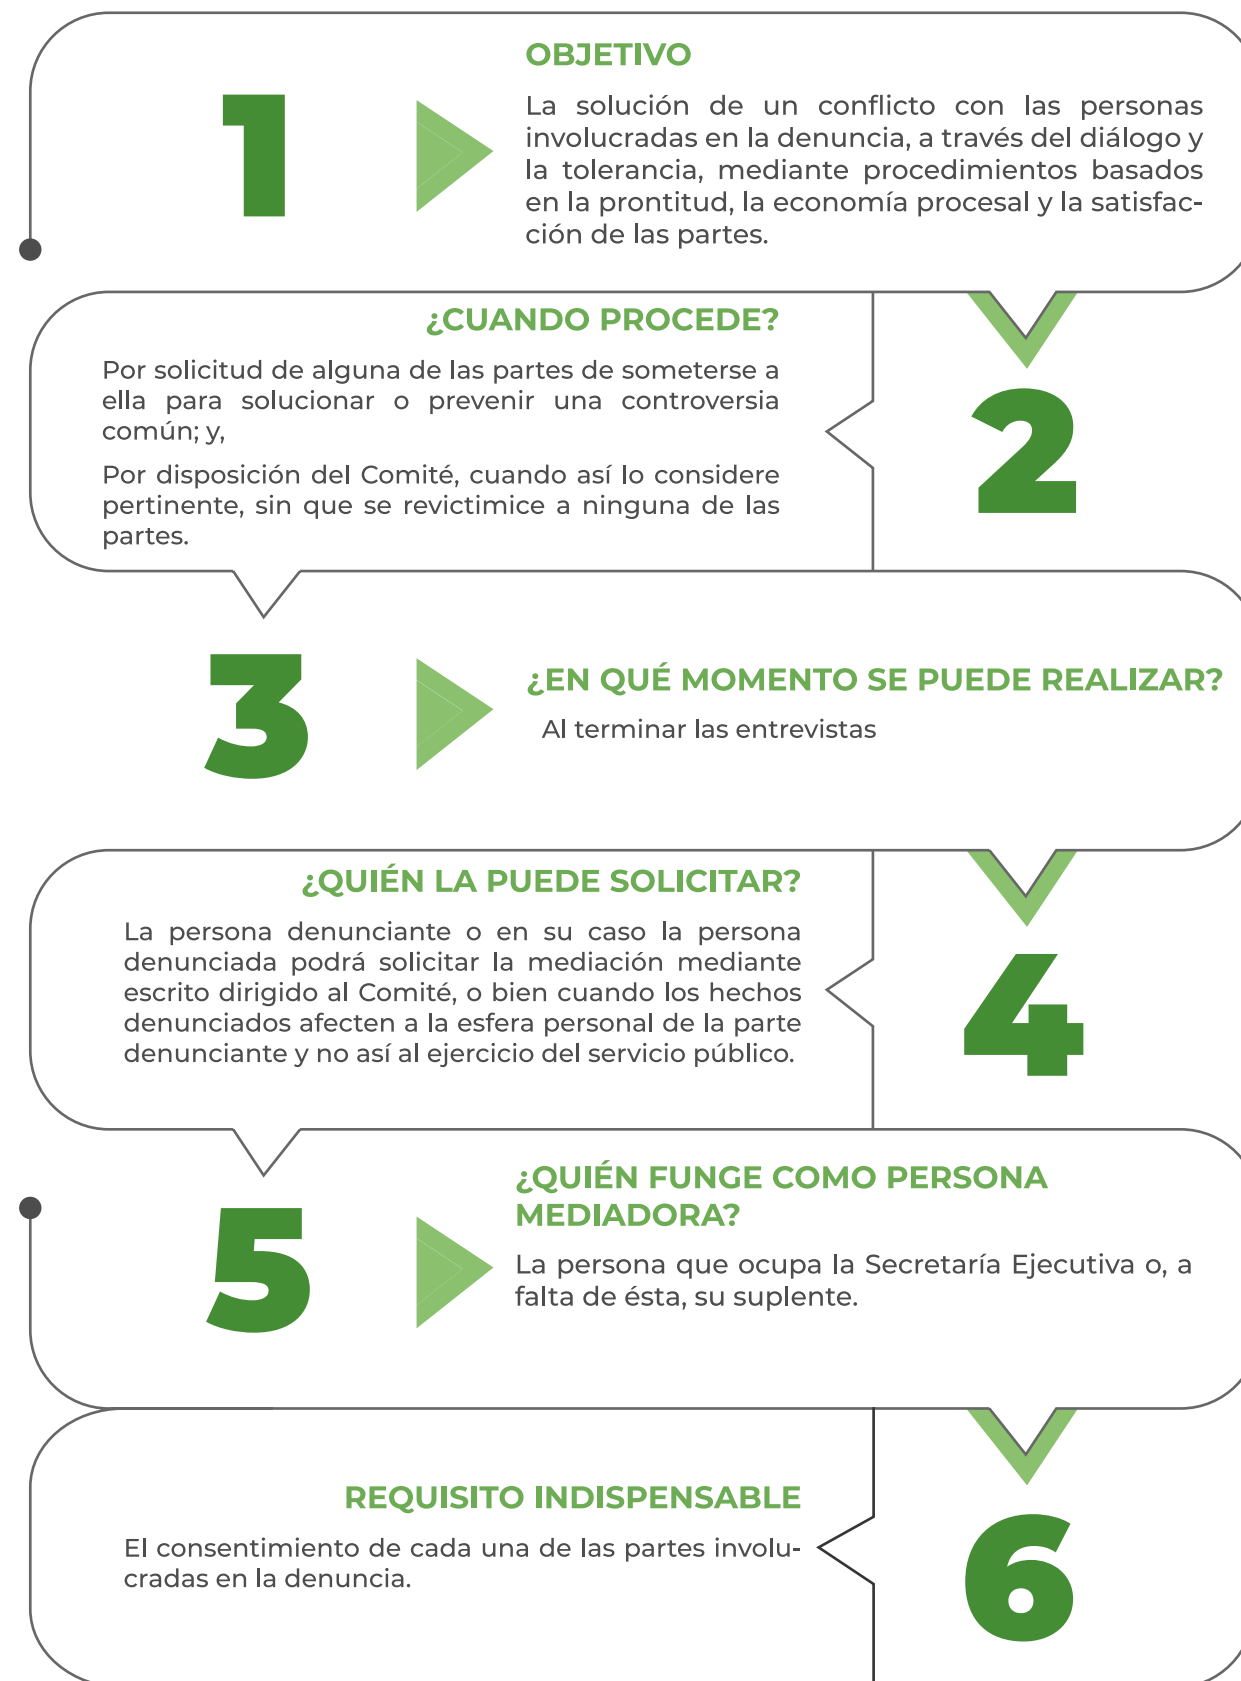 1
OBJETIVO
La solución de un conflicto con las personas
involucradas en la denuncia, a través del diálogo y
la tolerancia, mediante procedimientos basados
en la prontitud, la economía procesal y la satisfac-
ción de las partes.
¿CUANDO PROCEDE?
Por solicitud de alguna de las partes de someterse a
ella para solucionar o prevenir una controversia
común; y,
Por disposición del Comité, cuando así lo considere
pertinente, sin que se revictimice a ninguna de las
partes.
2
3
¿EN QUÉ MOMENTO SE PUEDE REALIZAR?
Al terminar las entrevistas
¿QUIÉN LA PUEDE SOLICITAR?
La persona denunciante o en su caso la persona
denunciada podrá solicitar la mediación mediante
escrito dirigido al Comité, o bien cuando los hechos
denunciados afecten a la esfera personal de la parte
denunciante y no así al ejercicio del servicio público.
4
5
¿QUIÉN FUNGE COMO PERSONA
MEDIADORA?
La persona que ocupa la Secretaría Ejecutiva o, a
falta de ésta, su suplente.
REQUISITO INDISPENSABLE
El consentimiento de cada una de las partes involu-
cradas en la denuncia.
6